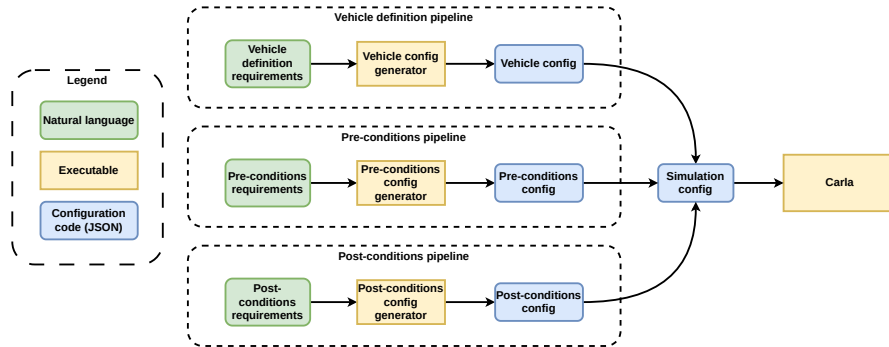 Legend
Natural language
Executable
Configuration
code (JSON)
Vehicle definition pipeline
Vehicle
definition
requirements
Vehicle config
generator
Vehicle config
Pre-conditions pipeline
Pre-conditions
requirements
Pre-conditions
config
generator
Pre-conditions
config
Post-conditions pipeline
Post-
conditions
requirements
Post-conditions
config
generator
Post-conditions
config
Simulation
config
Carla